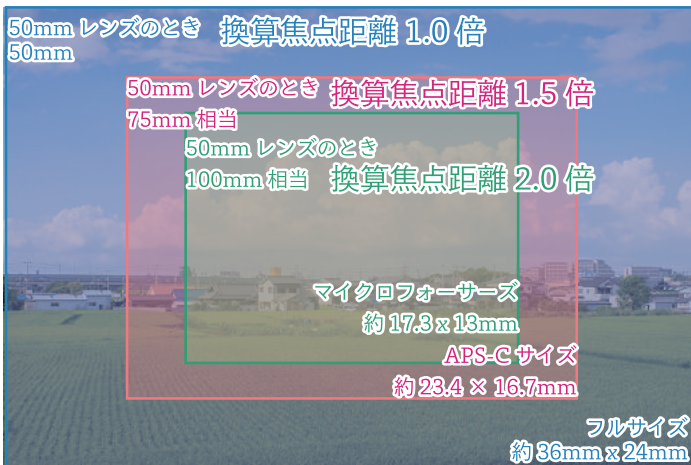 50mm レンズのとき 換算焦点距離 1.0 倍
50mm
50mm レンズのとき 換算焦点距離 1.5 倍
75mm 相当
50mm レンズのとき
100mm 相当 換算焦点距離 2.0 倍
マイクロフォーサーズ
約 17.3 x 13mm
APS-C サイズ
約 23.4 × 16.7mm
フルサイズ
約 36mm x 24mm